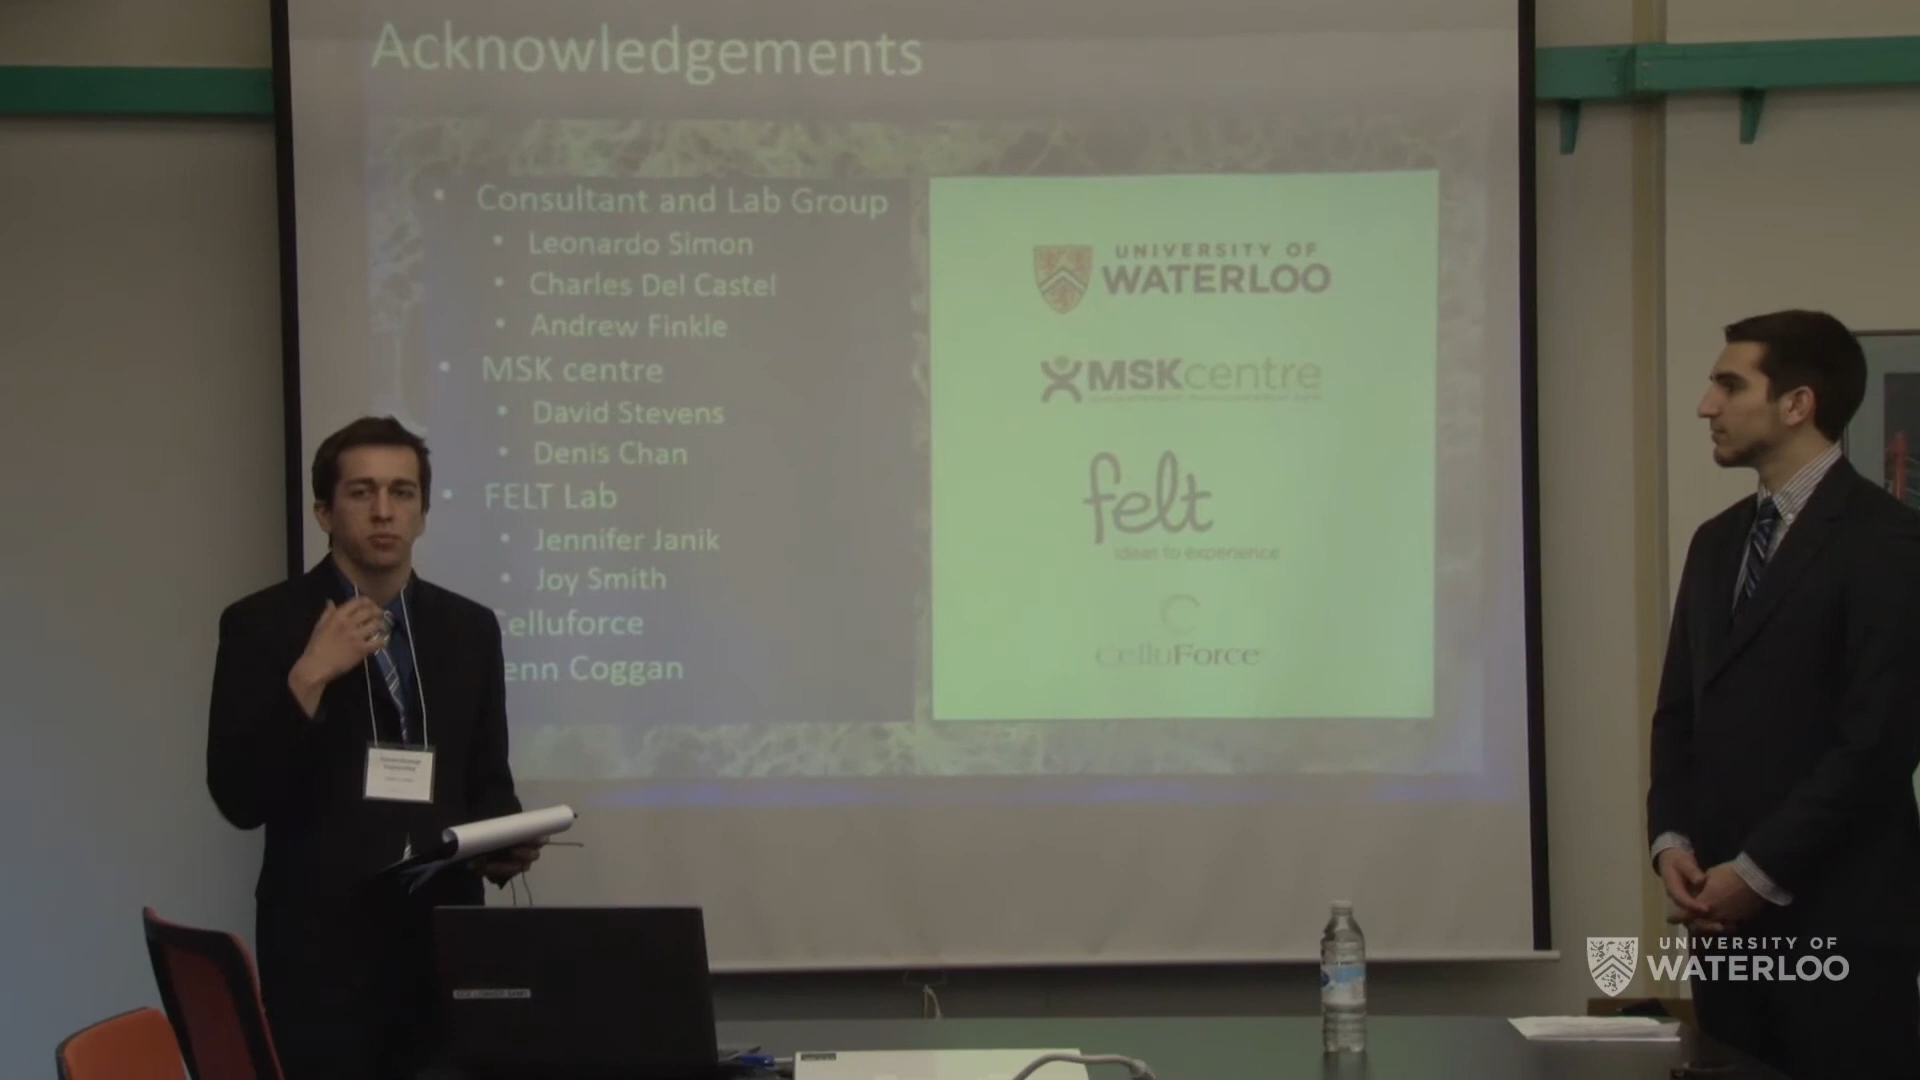 Acknowledgements
• Consultant and Lab Group
• Leonardo Simon
• Charles Del Castel
• Andrew Finkle
• MSK centre
• David Stevens
• Denis Chan
• FELT Lab
• Jennifer Janik
• Joy Smith
elluforce
enn Coggan
UNIVERSITY OF
WATERLOO
MSKcentre
felt
ideas to experience
CelluForce
UNIVERSITY OF
WATERLOO